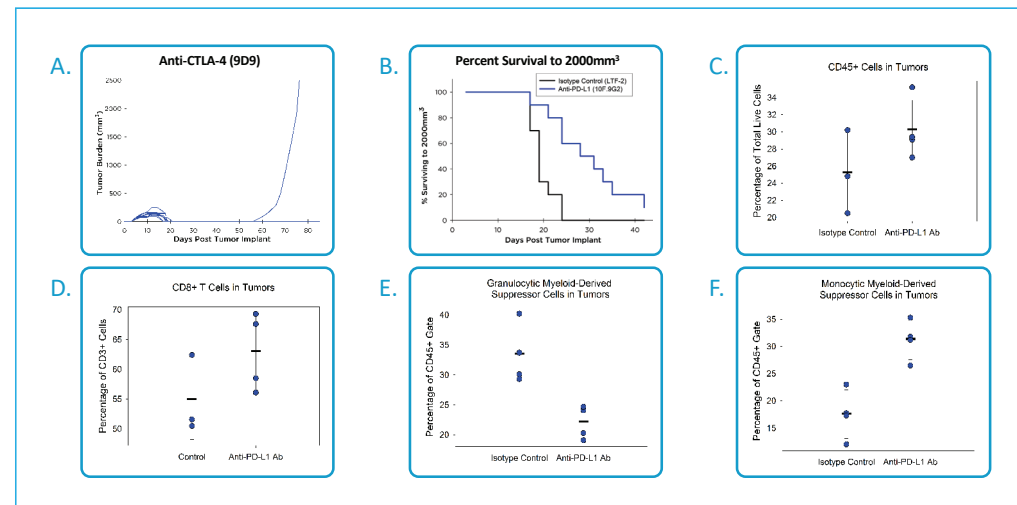 A.
Anti-CTLA-4 (9D9)
Tumor Burden (mm³)
2500
2000
1500
1000
500
0
0 10 20 30 40 50 60 70 80
Days Post Tumor Implant
B.
Percent Survival to 2000mm³
Isotype Control (LTF-2)
Anti-PD-L1 (10F.9G2)
% Surviving to 2000mm³
100
80
60
40
20
0
0 10 20 30 40
Days Post Tumor Implant
C.
CD45+ Cells in Tumors
Percentage of Total Live Cells
34
32
30
28
26
24
22
20
Isotype Control Anti-PD-L1 Ab
D.
CD8+ T Cells in Tumors
Percentage of CD3+ Cells
70
65
60
55
50
Control Anti-PD-L1 Ab
E.
Granulocytic Myeloid-Derived
Suppressor Cells in Tumors
Percentage of CD45+ Gate
40
35
30
25
20
Isotype Control Anti-PD-L1 Ab
F.
Monocytic Myeloid-Derived
Suppressor Cells in Tumors
Percentage of CD45+ Gate
35
30
25
20
15
Isotype Control Anti-PD-L1 Ab